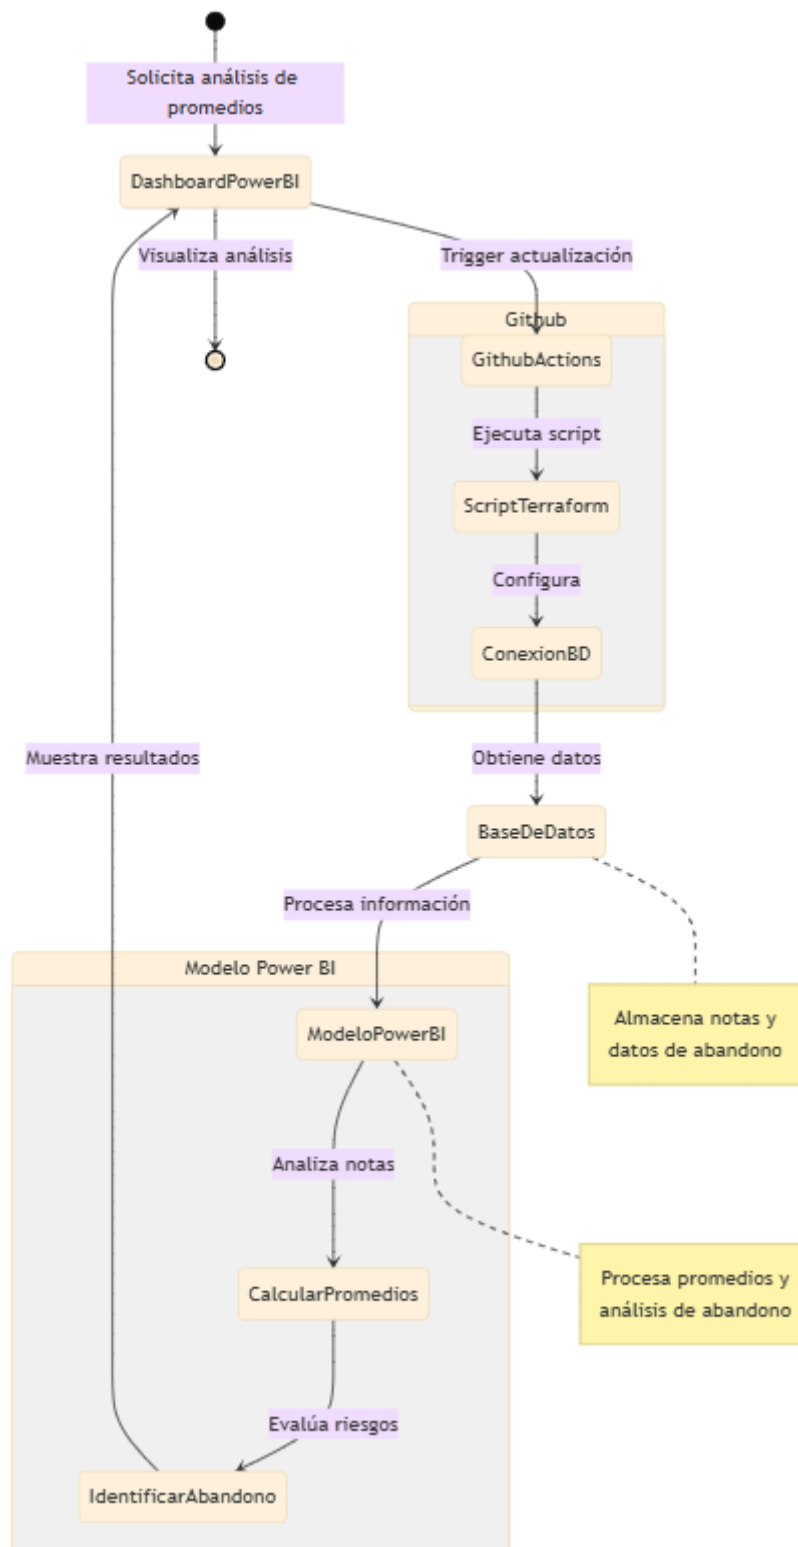 Solicita análisis de
promedios
DashboardPowerBI
Visualiza análisis
Trigger actualización
Github
GithubActions
Ejecuta script
ScriptTerraform
Configura
ConexionBD
Muestra resultados
Obtiene datos
BaseDeDatos
Procesa información
Modelo Power BI
Almacena notas y
datos de abandono
ModeloPowerBI
Analiza notas
Procesa promedios y
análisis de abandono
CalcularPromedios
Evalúa riesgos
IdentificarAbandono